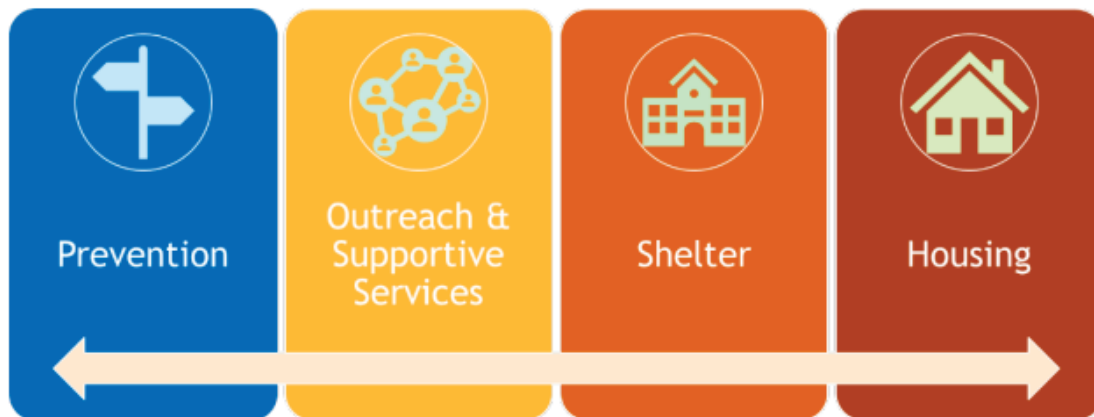 Prevention
Outreach &
Supportive
Services
Shelter
Housing